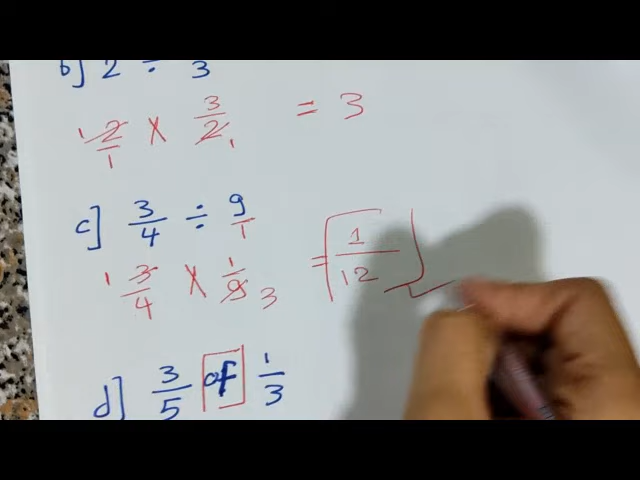 b] 2 ÷ 3
1 2/1 X 3/2 1 = 3
c] 3/4 ÷ 9/1
1 3/4 X 1/9 3 = 1/12
d] 3/5 of 1/3